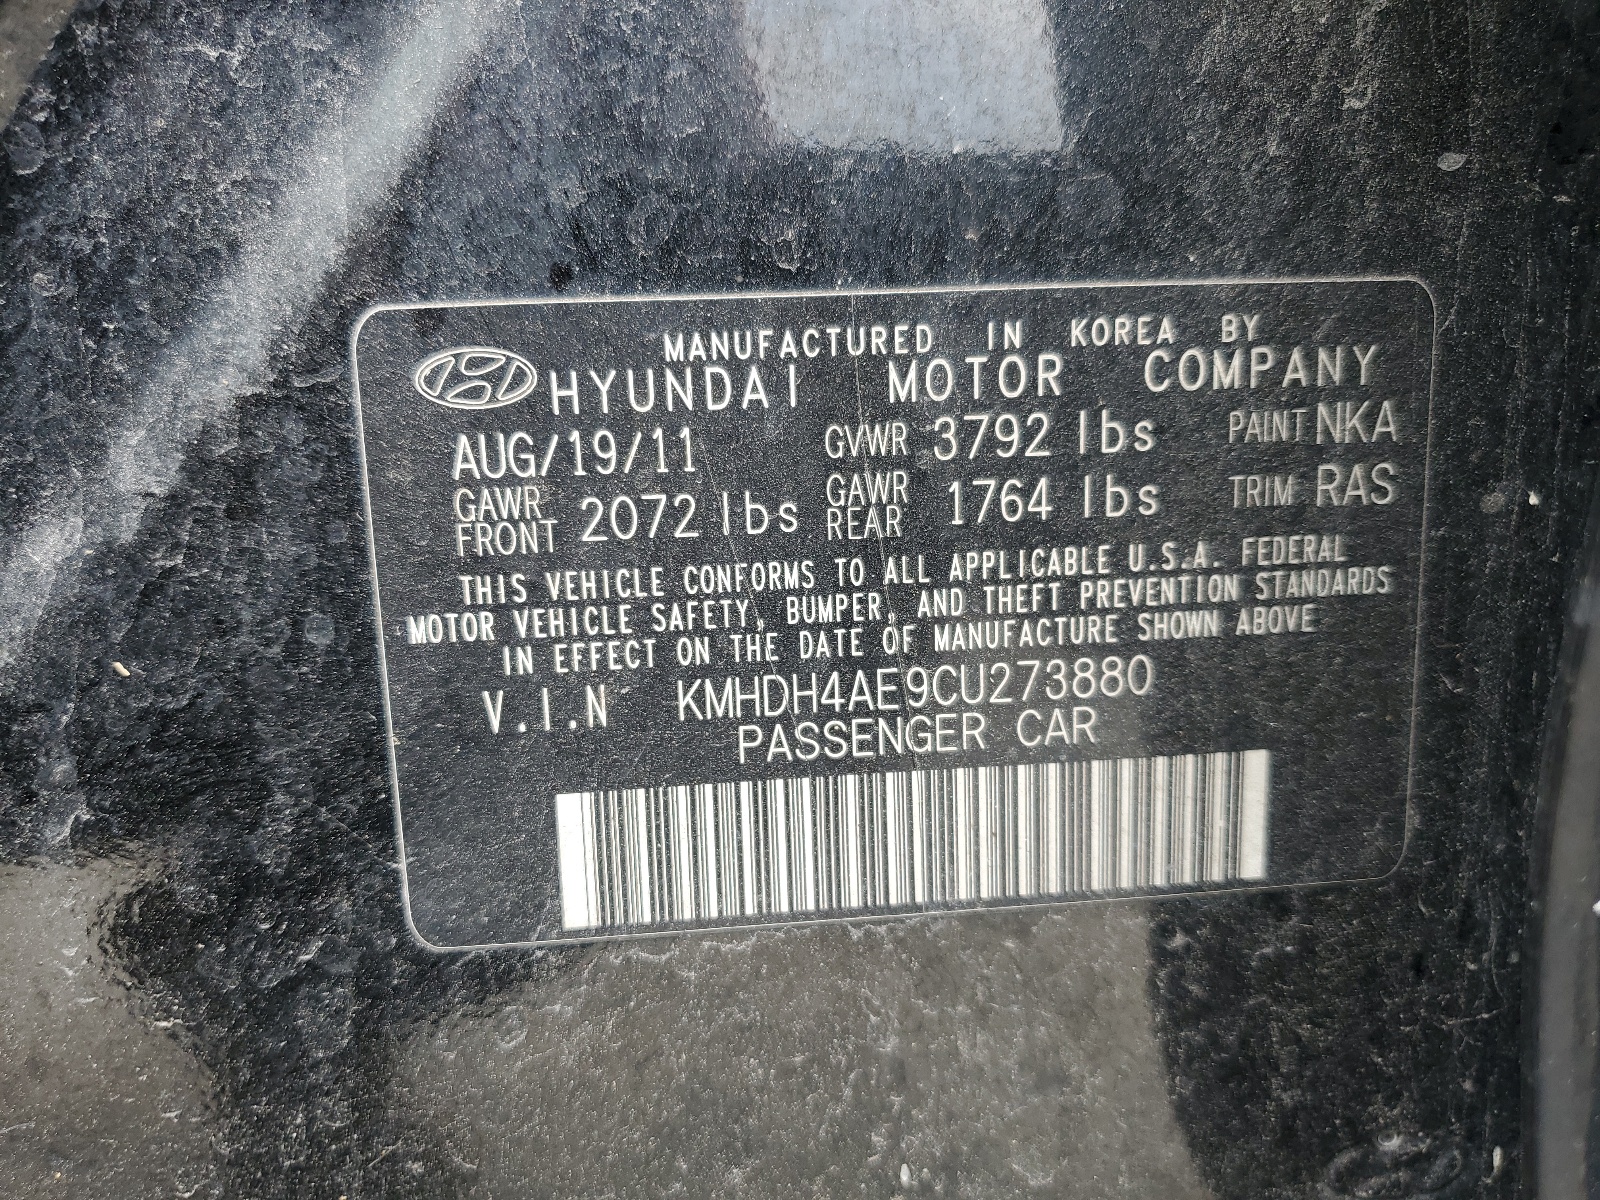 MANUFACTURED IN KOREA BY
HYUNDAI MOTOR COMPANY
AUG/19/11 GVWR 3792 lbs PAINT NKA
GAWR FRONT 2072 lbs GAWR REAR 1764 lbs TRIM RAS
THIS VEHICLE CONFORMS TO ALL APPLICABLE U.S.A. FEDERAL
MOTOR VEHICLE SAFETY, BUMPER, AND THEFT PREVENTION STANDARDS
IN EFFECT ON THE DATE OF MANUFACTURE SHOWN ABOVE
V.I.N KMHDH4AE9CU273880
PASSENGER CAR